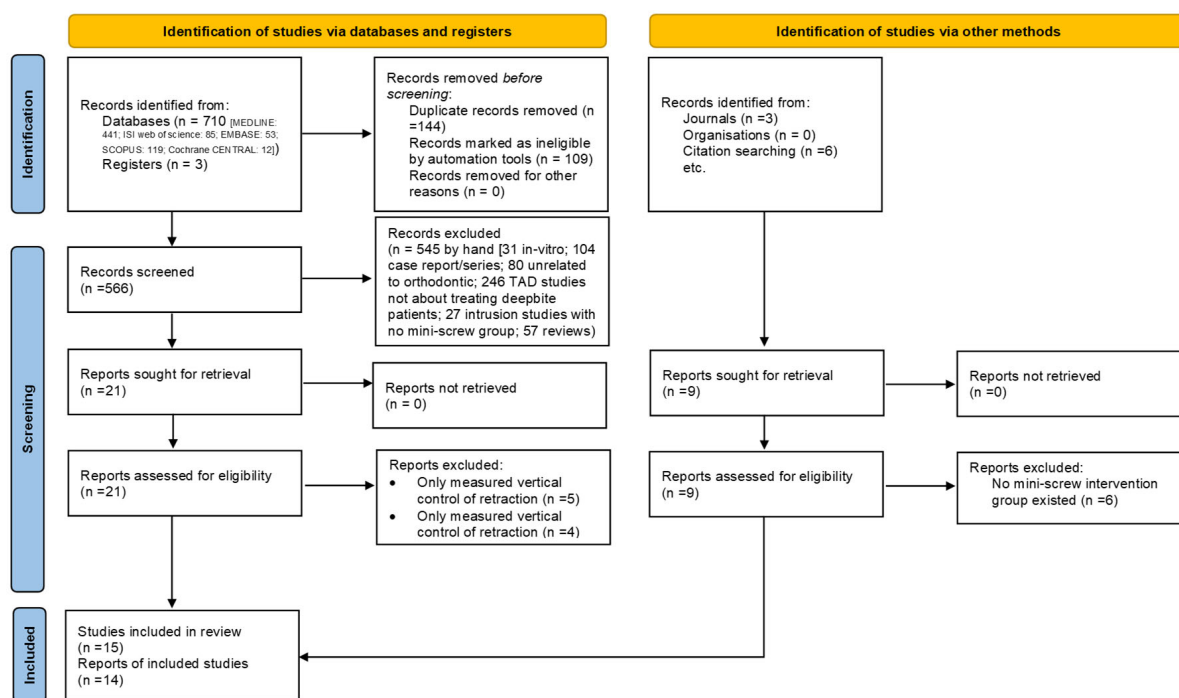 Identification of studies via databases and registers
Identification of studies via other methods
Identification
Records identified from:
Databases (n = 710 [MEDLINE:
441; ISI web of science: 85; EMBASE: 53;
SCOPUS: 119; Cochrane CENTRAL: 12])
Registers (n = 3)
Records removed before
screening:
Duplicate records removed (n
=144)
Records marked as ineligible
by automation tools (n = 109)
Records removed for other
reasons (n = 0)
Records identified from:
Journals (n =3)
Organisations (n = 0)
Citation searching (n =6)
etc.
Screening
Records screened
(n =566)
Records excluded
(n = 545 by hand [31 in-vitro; 104
case report/series; 80 unrelated
to orthodontic; 246 TAD studies
not about treating deepbite
patients; 27 intrusion studies with
no mini-screw group; 57 reviews)
Reports sought for retrieval
(n =21)
Reports not retrieved
(n = 0)
Reports sought for retrieval
(n =9)
Reports not retrieved
(n =0)
Reports assessed for eligibility
(n =21)
Reports excluded:
• Only measured vertical
control of retraction (n =5)
• Only measured vertical
control of retraction (n =4)
Reports assessed for eligibility
(n =9)
Reports excluded:
No mini-screw intervention
group existed (n =6)
Included
Studies included in review
(n =15)
Reports of included studies
(n =14)